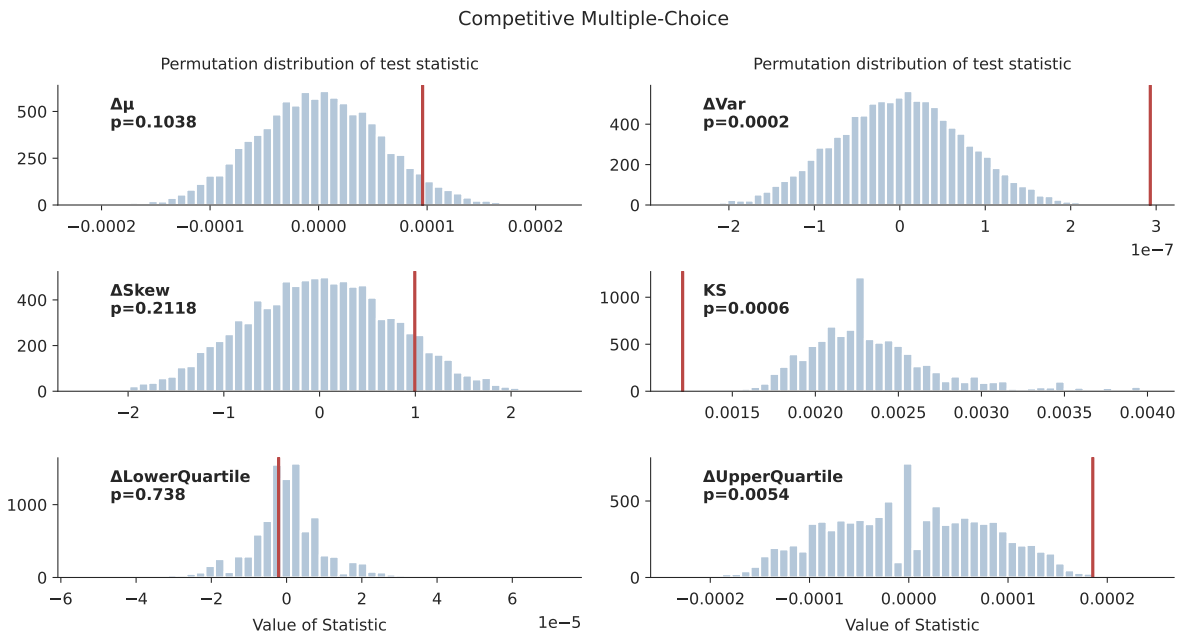 Competitive Multiple-Choice
Permutation distribution of test statistic
Δμ
p=0.1038
500
250
0
−0.0002 −0.0001 0.0000 0.0001 0.0002
Permutation distribution of test statistic
ΔVar
p=0.0002
400
200
0
−2 −1 0 1 2 3
1e−7
ΔSkew
p=0.2118
400
200
0
−2 −1 0 1 2
KS
p=0.0006
1000
500
0
0.0015 0.0020 0.0025 0.0030 0.0035 0.0040
ΔLowerQuartile
p=0.738
1000
0
−6 −4 −2 0 2 4 6
1e−5
Value of Statistic
ΔUpperQuartile
p=0.0054
500
0
−0.0002 −0.0001 0.0000 0.0001 0.0002
Value of Statistic